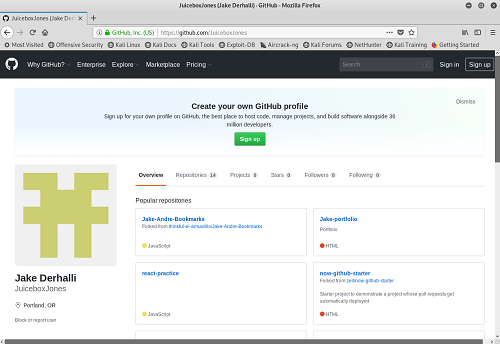 JuiceboxJones (Jake Derhalli) · GitHub - Mozilla Firefox
JuiceboxJones (Jake Der
GitHub, Inc. (US)
https://github.com/JuiceboxJones
Most Visited Offensive Security Kali Linux Kali Docs Kali Tools Exploit-DB Aircrack-ng Kali Forums NetHunter Kali Training Getting Started
Why GitHub? Enterprise Explore Marketplace Pricing Search Sign in Sign up
Create your own GitHub profile
Dismiss
Sign up for your own profile on GitHub, the best place to host code, manage projects, and build software alongside 36
million developers.
Sign up
Overview Repositories 14 Projects 0 Stars 0 Followers 0 Following 0
Popular repositories
Jake-Andre-Bookmarks
Forked from thinkful-ei-armadillo/Jake-Andre-Bookmarks
JavaScript
Jake-portfolio
Portfolio
HTML
react-practice
JavaScript
now-github-starter
Forked from zeit/now-github-starter
Starter project to demonstrate a project whose pull requests get
automatically deployed
HTML
Jake Derhalli
JuiceboxJones
Portland, OR
Block or report user